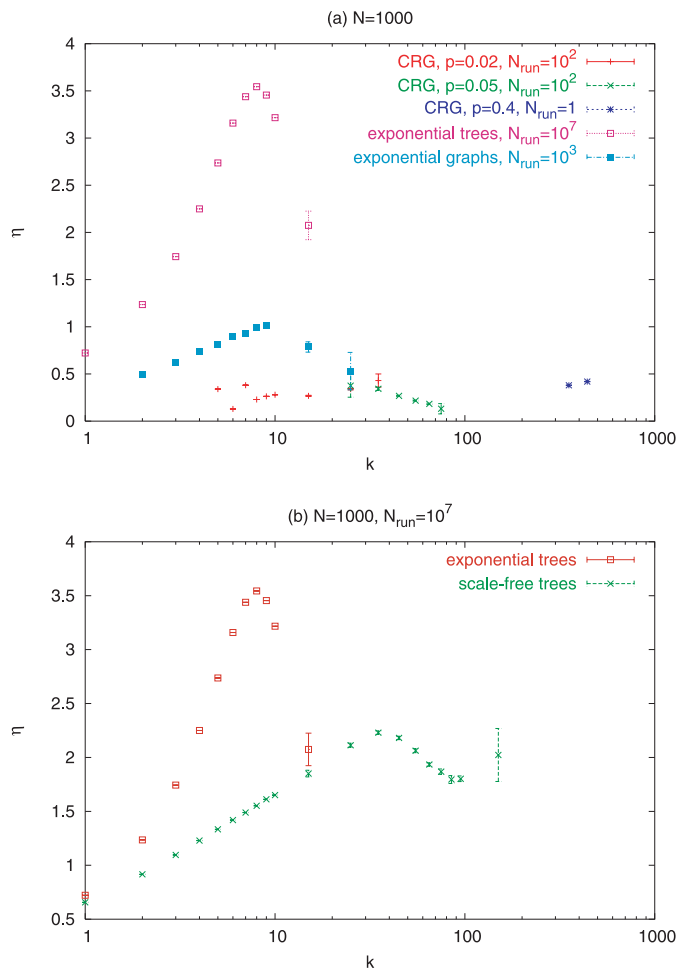 (a) N=1000
4
3.5
3
2.5
2
1.5
1
0.5
0
η
1
10
100
1000
k
CRG, p=0.02, N_run=10^2
CRG, p=0.05, N_run=10^2
CRG, p=0.4, N_run=1
exponential trees, N_run=10^7
exponential graphs, N_run=10^3
(b) N=1000, N_run=10^7
4
3.5
3
2.5
2
1.5
1
0.5
η
1
10
100
1000
k
exponential trees
scale-free trees